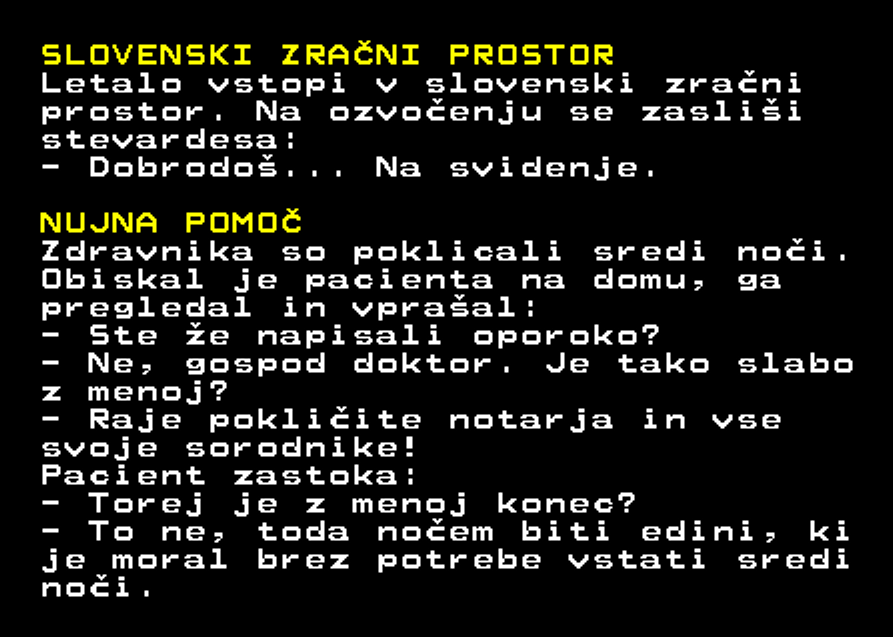 SLOVENSKI ZRAČNI PROSTOR
Letalo vstopi v slovenski zračni
prostor. Na ozvočenju se zasliši
stevardesa:
- Dobrodoš... Na svidenje.
NUJNA POMOČ
Zdravnika so poklicali sredi noči.
Obiskal je pacienta na domu, ga
pregledal in vprašal:
- Ste že napisali oporoko?
- Ne, gospod doktor. Je tako slabo
z menoj?
- Raje pokličite notarja in vse
svoje sorodnike!
Pacient zastoka:
- Torej je z menoj konec?
- To ne, toda nočem biti edini, ki
je moral brez potrebe vstati sredi
noči.